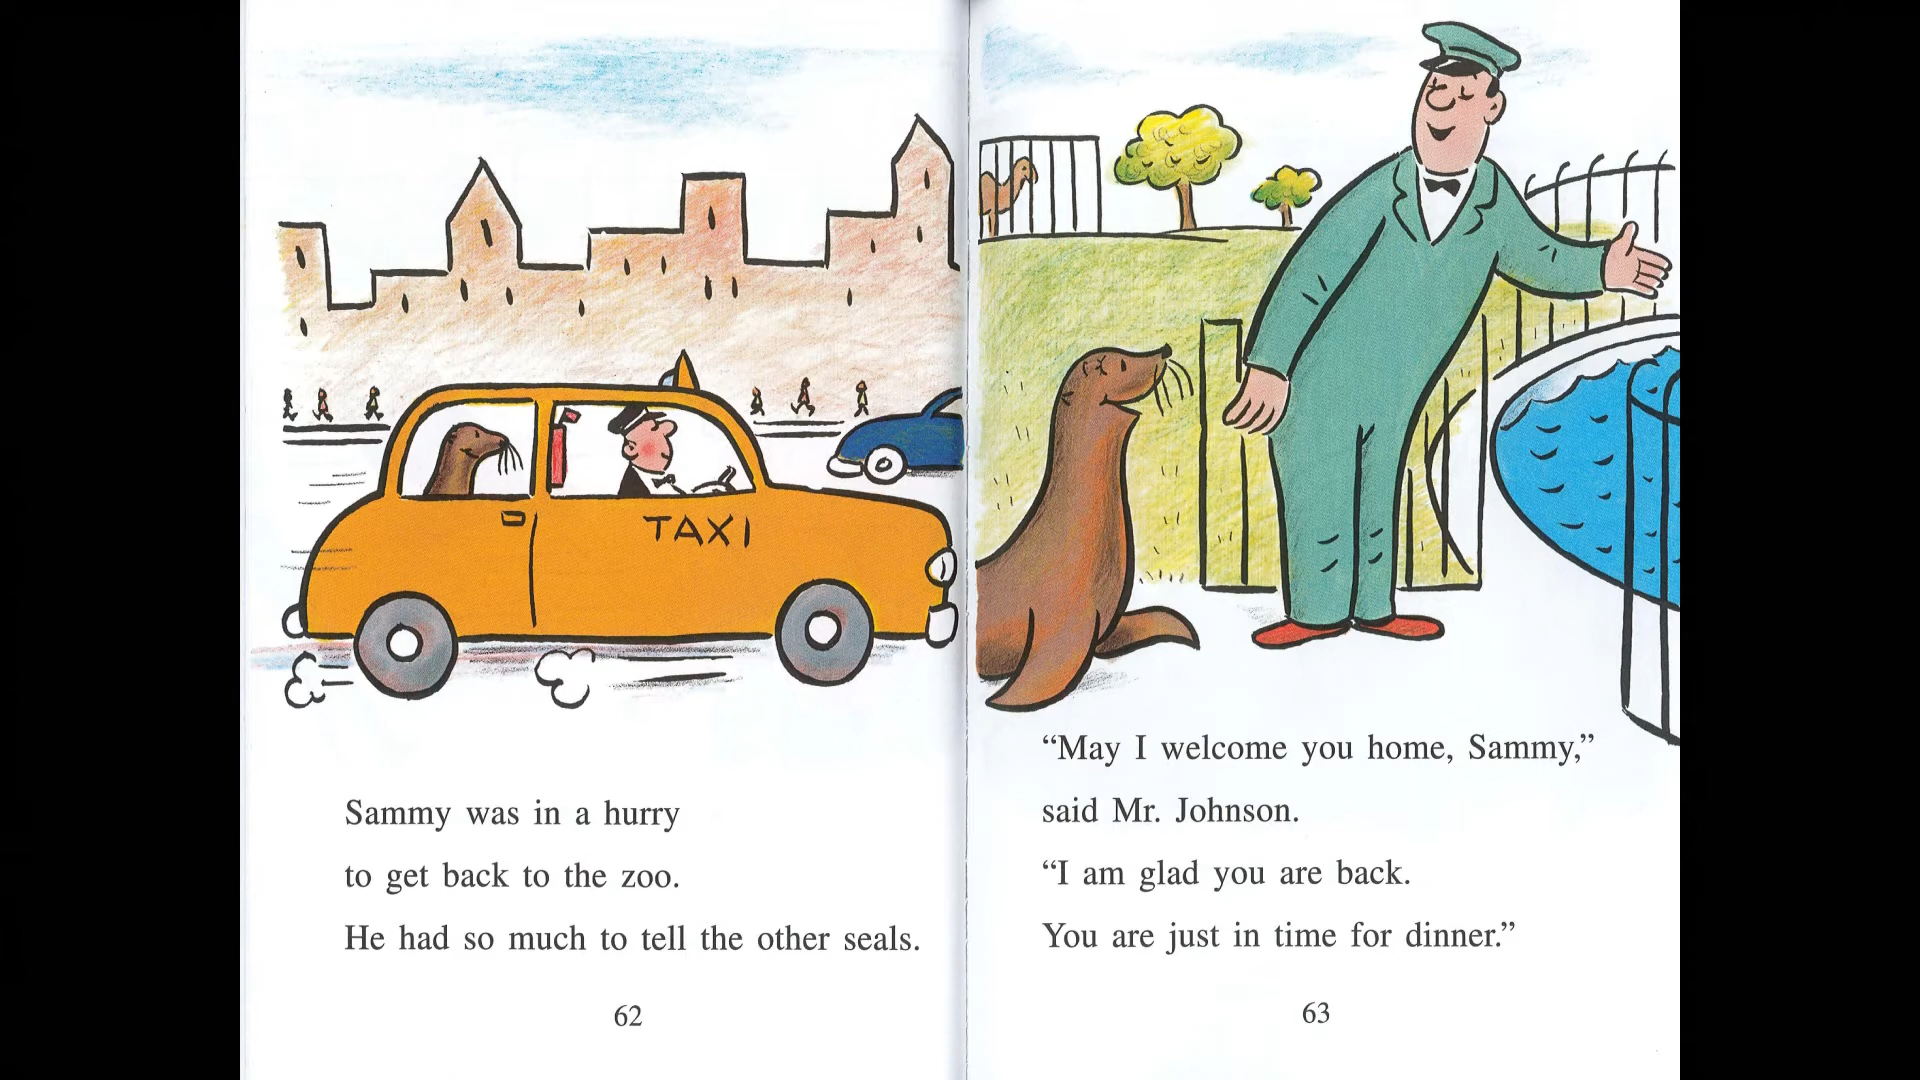 TAXI
Sammy was in a hurry
to get back to the zoo.
He had so much to tell the other seals.
62
“May I welcome you home, Sammy,”
said Mr. Johnson.
“I am glad you are back.
You are just in time for dinner.”
63